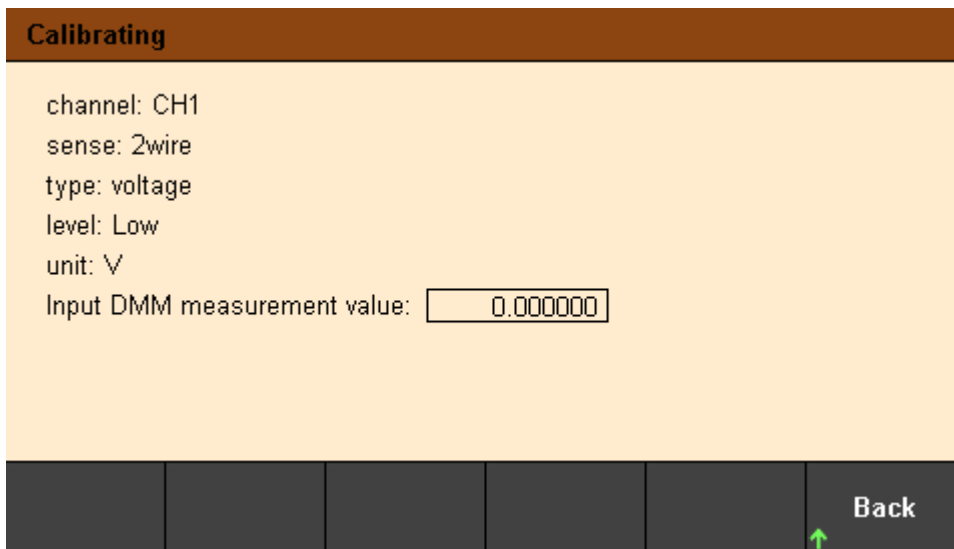 Calibrating
channel: CH1
sense: 2wire
type: voltage
level: Low
unit: V
Input DMM measurement value: 0.000000
Back